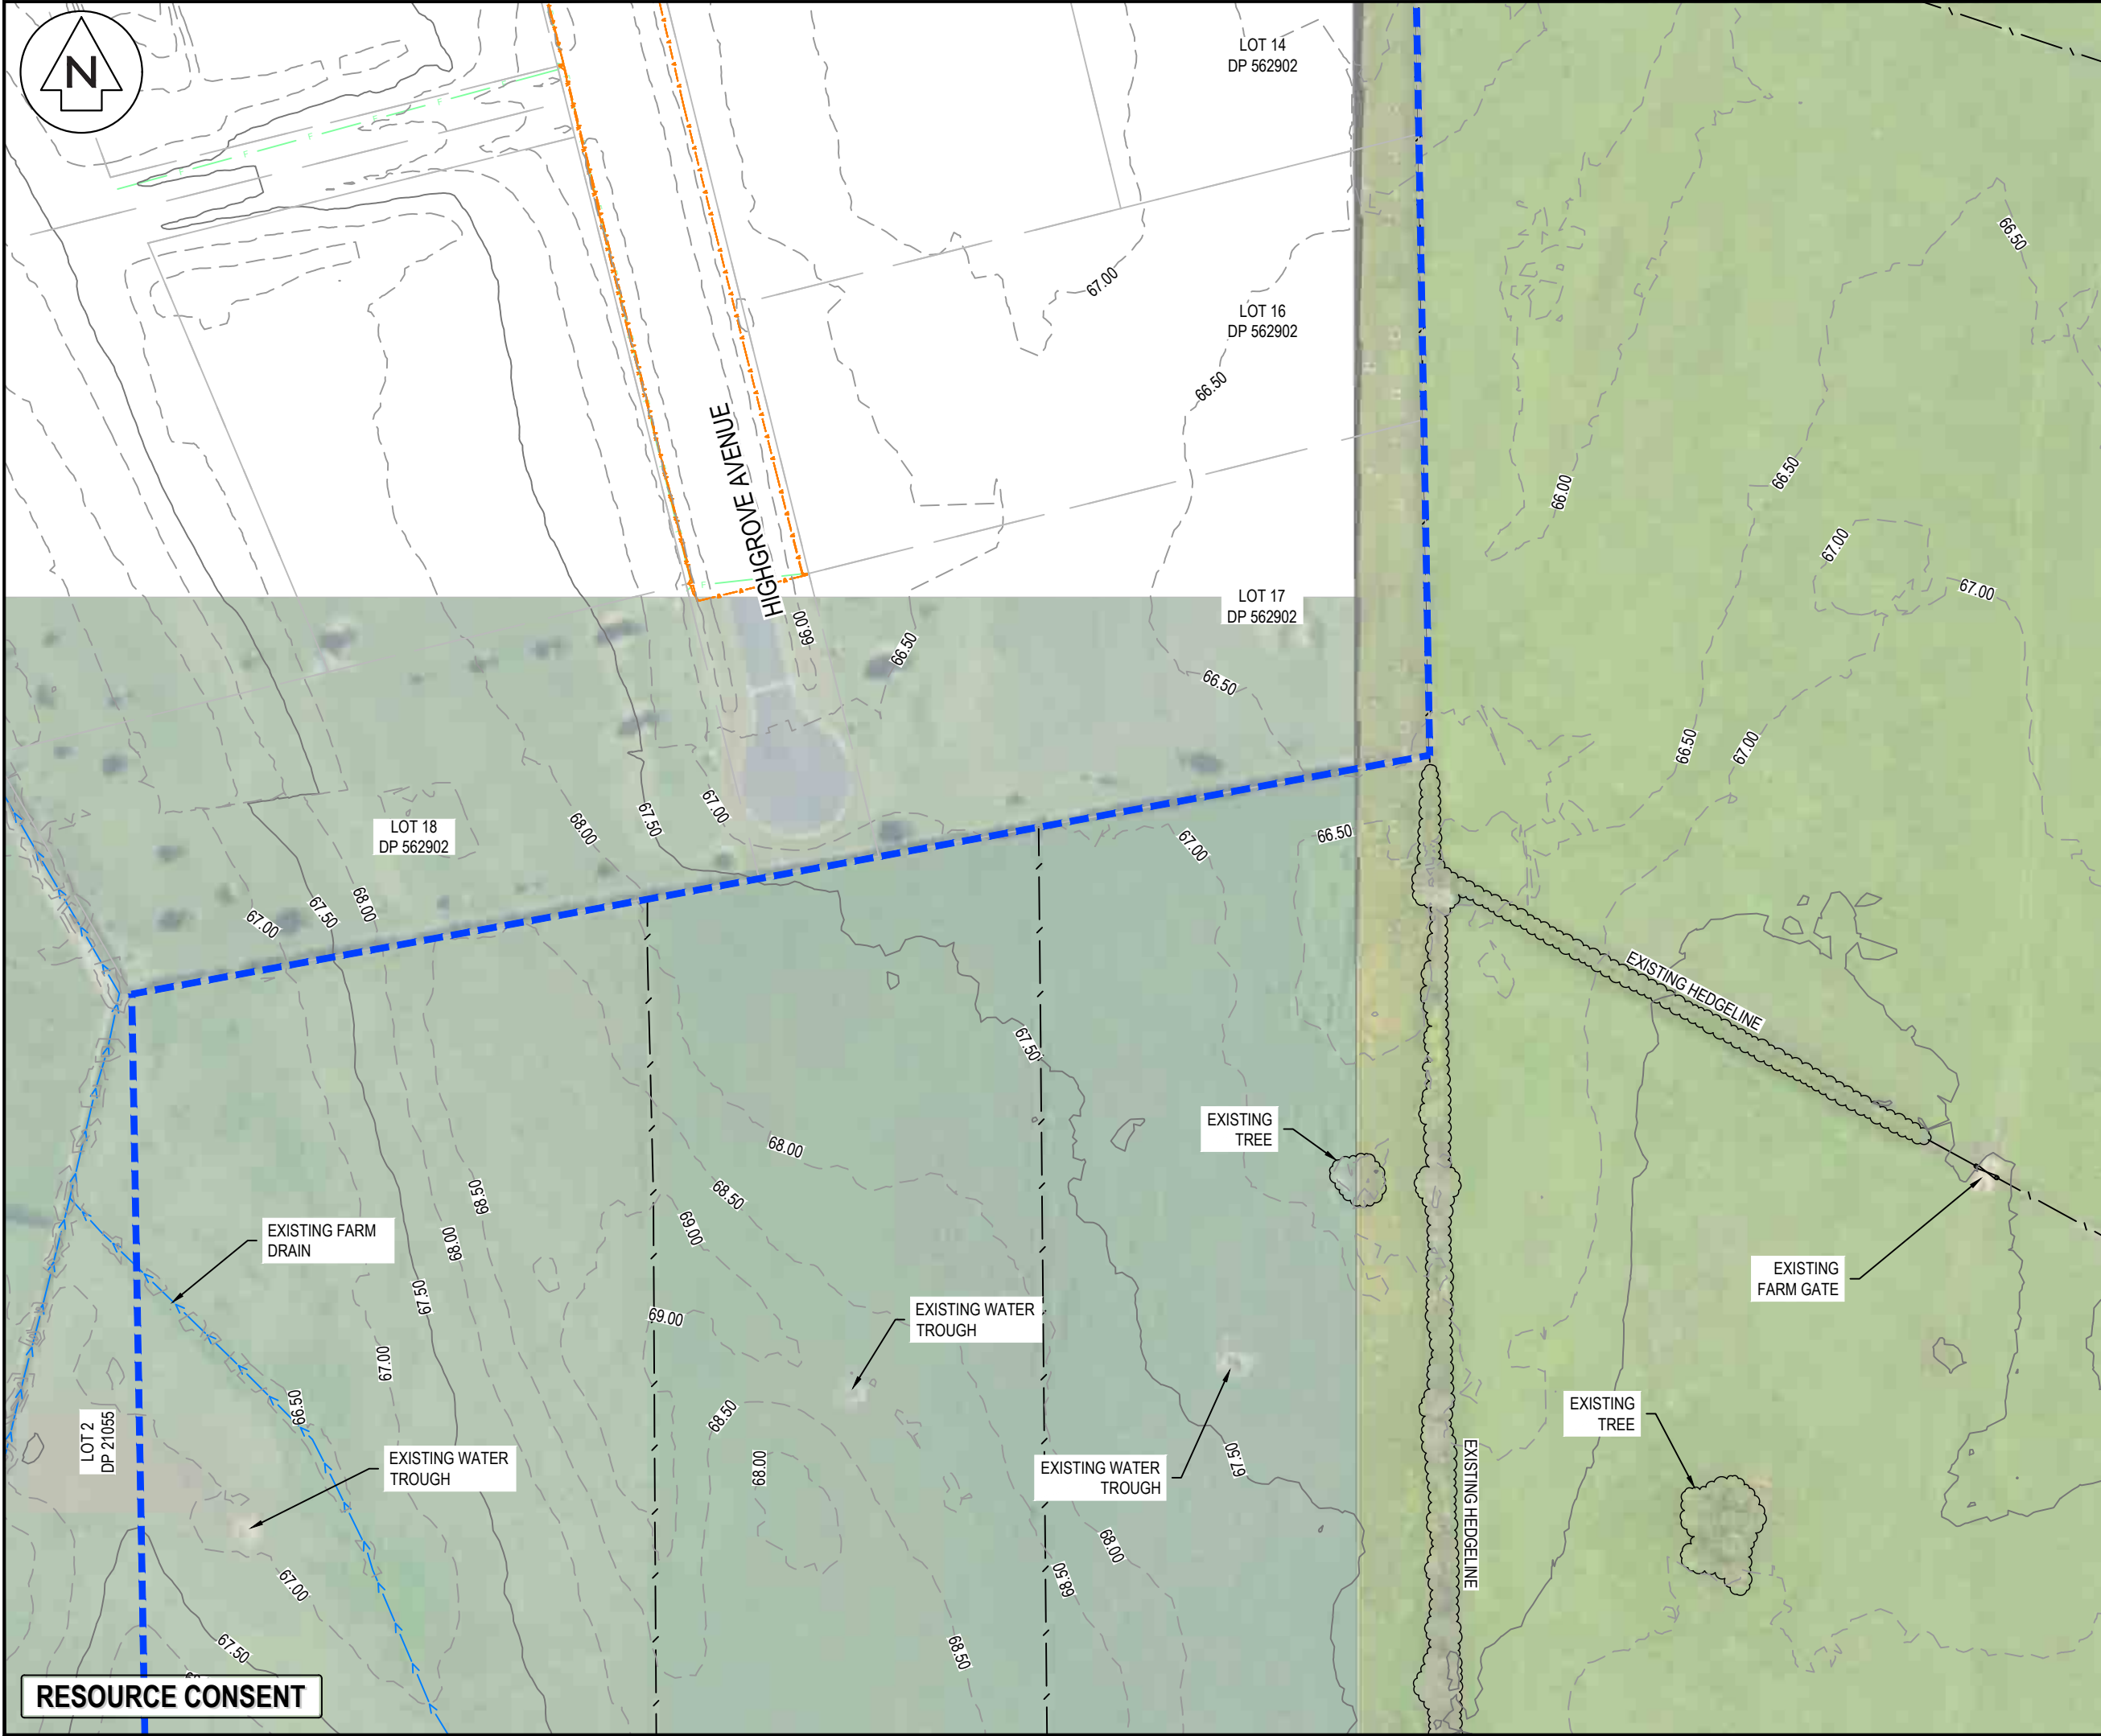 N
LOT 14
DP 562902
66.50
67.00
LOT 16
DP 562902
66.50
HIGHGROVE AVENUE
66.00
66.50
67.00
67.00
LOT 17
DP 562902
66.00
66.50
66.50
66.50
67.00
LOT 18
DP 562902
68.00
67.50
67.00
67.00
66.50
67.00
67.50
68.00
EXISTING HEDGELINE
67.50
EXISTING
TREE
68.00
68.50
68.50
69.00
68.00
EXISTING FARM
DRAIN
EXISTING
FARM GATE
67.50
69.00
EXISTING WATER
TROUGH
67.00
66.50
68.50
EXISTING
TREE
LOT 2
DP 21055
EXISTING WATER
TROUGH
68.00
EXISTING WATER
TROUGH
67.50
EXISTING HEDGELINE
68.00
68.50
67.00
67.50
68.50
RESOURCE CONSENT